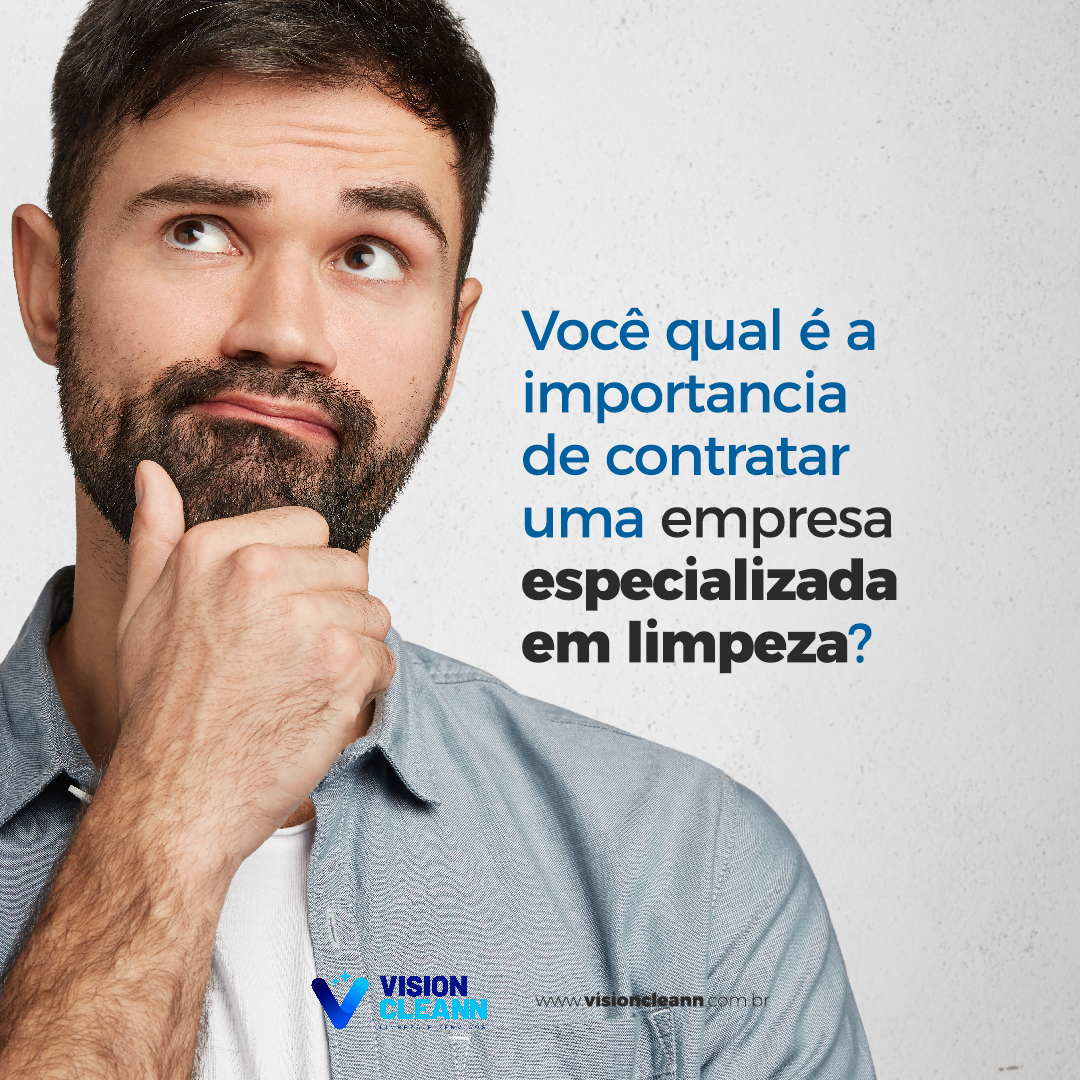 Você qual é a
importancia
de contratar
uma empresa
especializada
em limpeza?
VISION
CLEANN
www.visioncleann.com.br